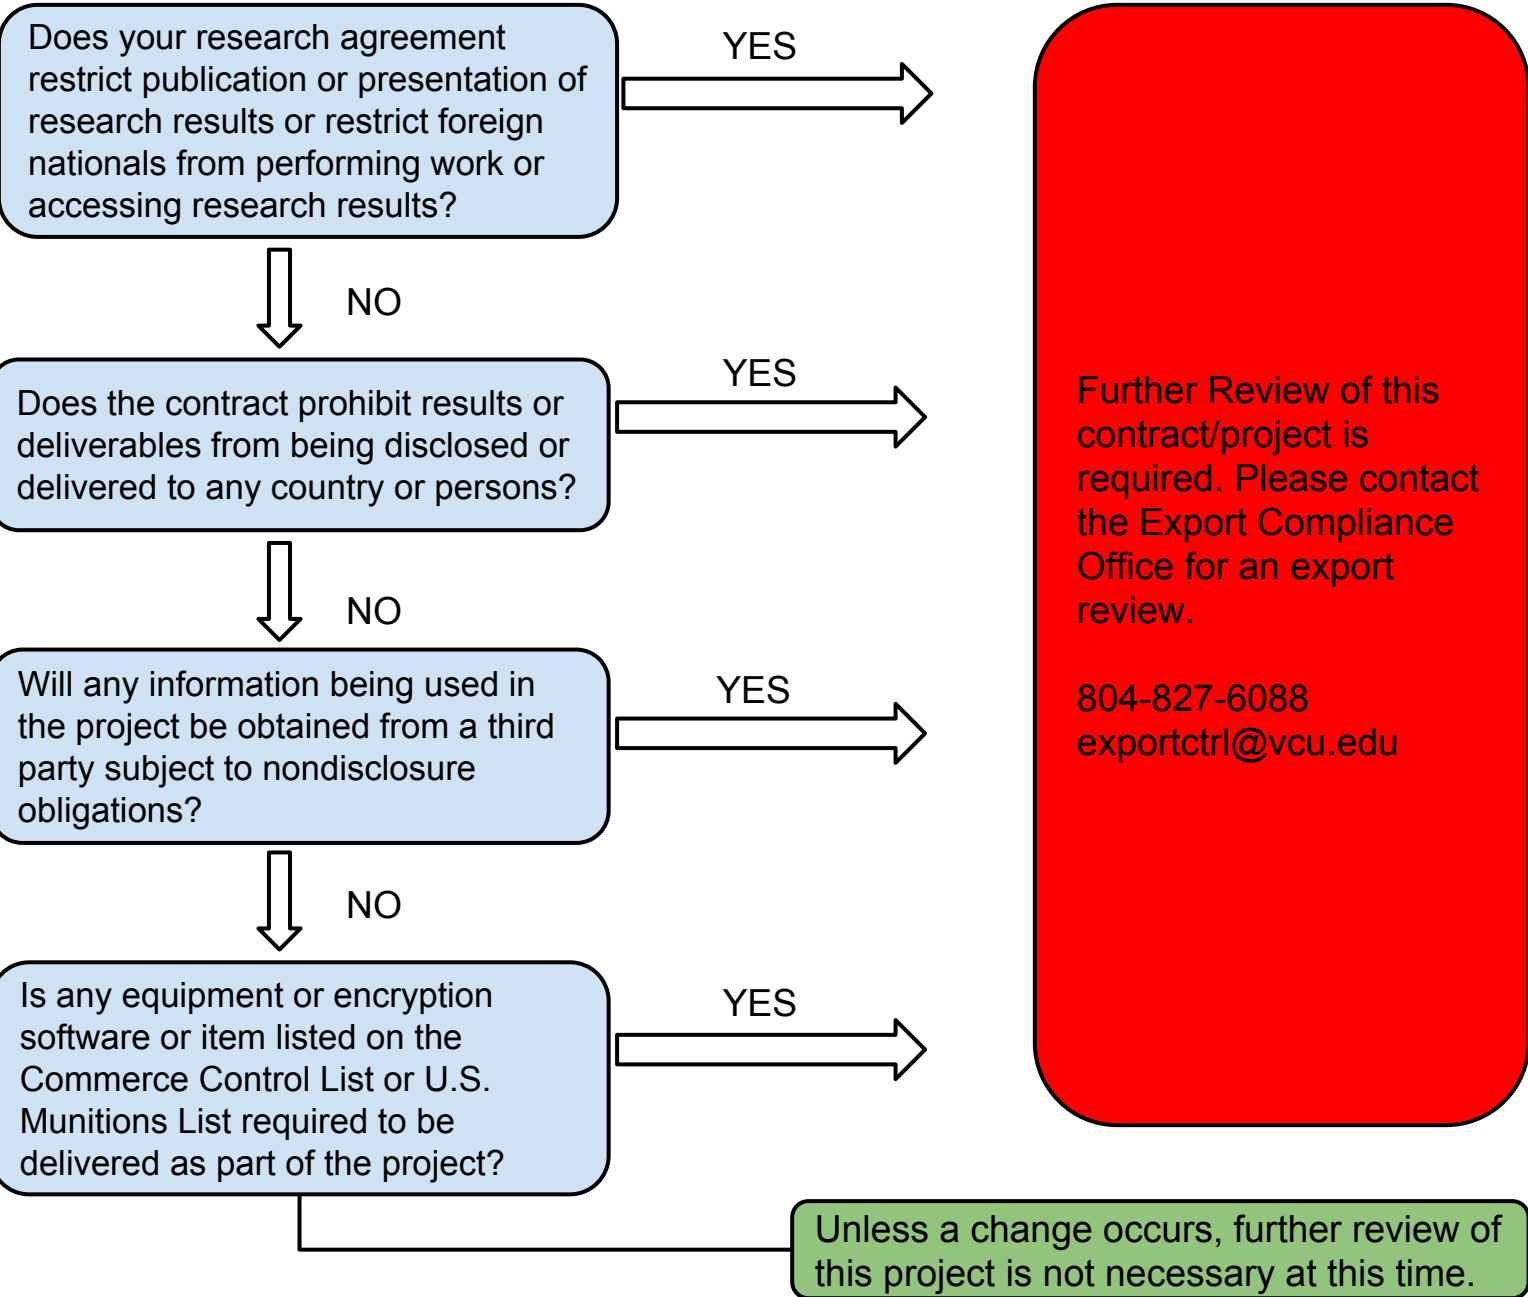 Does your research agreement
restrict publication or presentation of
research results or restrict foreign
nationals from performing work or
accessing research results?
YES
NO
Does the contract prohibit results or
deliverables from being disclosed or
delivered to any country or persons?
YES
NO
Will any information being used in
the project be obtained from a third
party subject to nondisclosure
obligations?
YES
NO
Is any equipment or encryption
software or item listed on the
Commerce Control List or U.S.
Munitions List required to be
delivered as part of the project?
YES
Further Review of this
contract/project is
required. Please contact
the Export Compliance
Office for an export
review.
804-827-6088
exportctrl@vcu.edu
Unless a change occurs, further review of
this project is not necessary at this time.